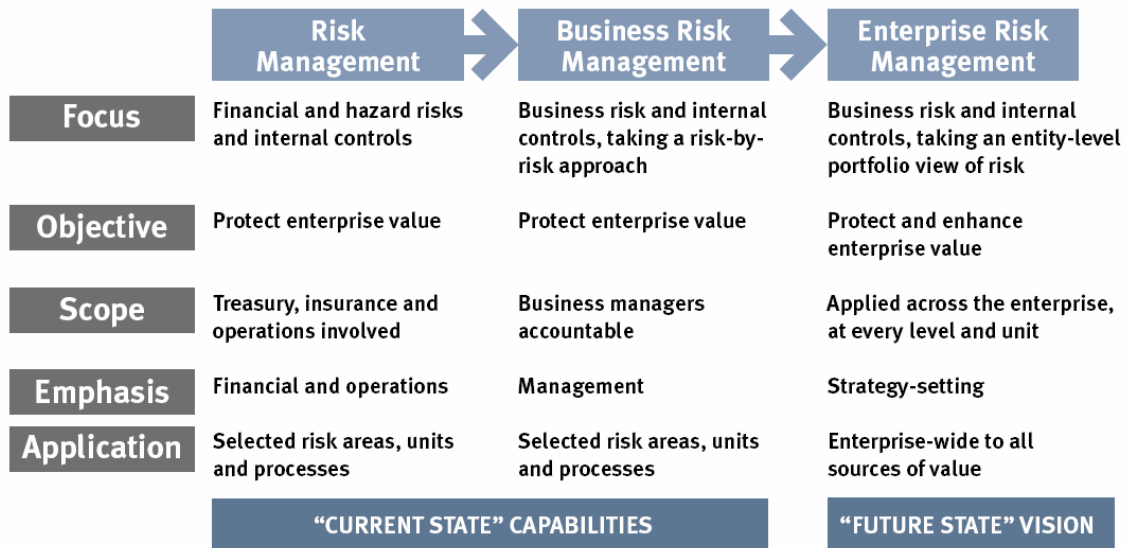 Risk
Management
Business Risk
Management
Enterprise Risk
Management
Focus
Financial and hazard risks
and internal controls
Business risk and internal
controls, taking a risk-by-
risk approach
Business risk and internal
controls, taking an entity-level
portfolio view of risk
Objective
Protect enterprise value
Protect enterprise value
Protect and enhance
enterprise value
Scope
Treasury, insurance and
operations involved
Business managers
accountable
Applied across the enterprise,
at every level and unit
Emphasis
Financial and operations
Management
Strategy-setting
Application
Selected risk areas, units
and processes
Selected risk areas, units
and processes
Enterprise-wide to all
sources of value
“CURRENT STATE” CAPABILITIES
“FUTURE STATE” VISION